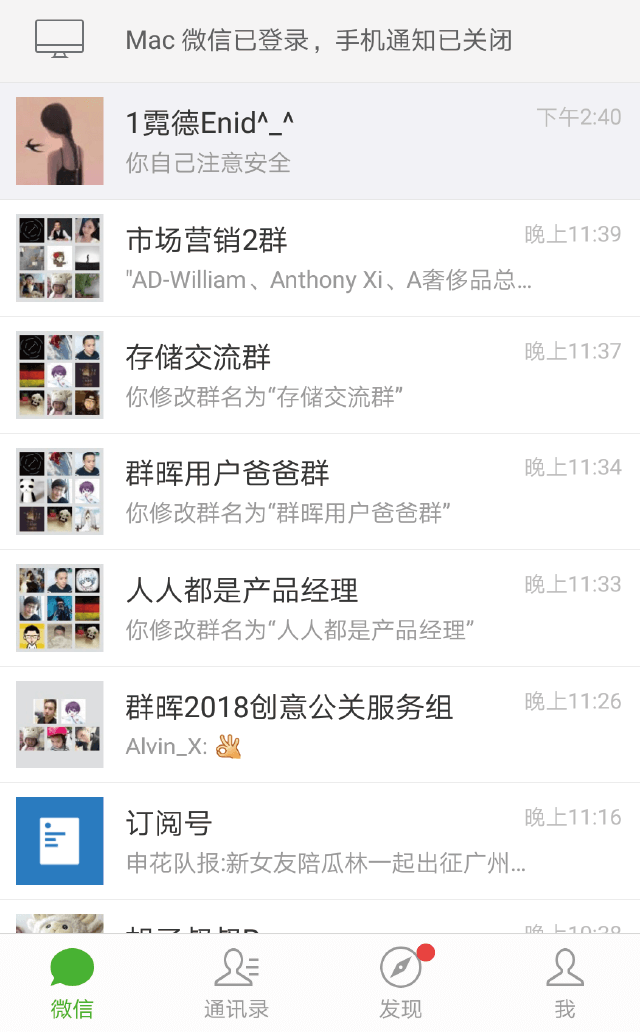 Mac 微信已登录，手机通知已关闭
1霓德Enid^_^
下午2:40
你自己注意安全
市场营销2群
晚上11:39
"AD-William、Anthony Xi、A奢侈品总...
存储交流群
晚上11:37
你修改群名为“存储交流群”
群晖用户爸爸群
晚上11:34
你修改群名为“群晖用户爸爸群”
人人都是产品经理
晚上11:33
你修改群名为“人人都是产品经理”
群晖2018创意公关服务组
晚上11:26
Alvin_X: 👌
订阅号
晚上11:16
申花队报:新女友陪瓜林一起出征广州...
微信
通讯录
发现
我